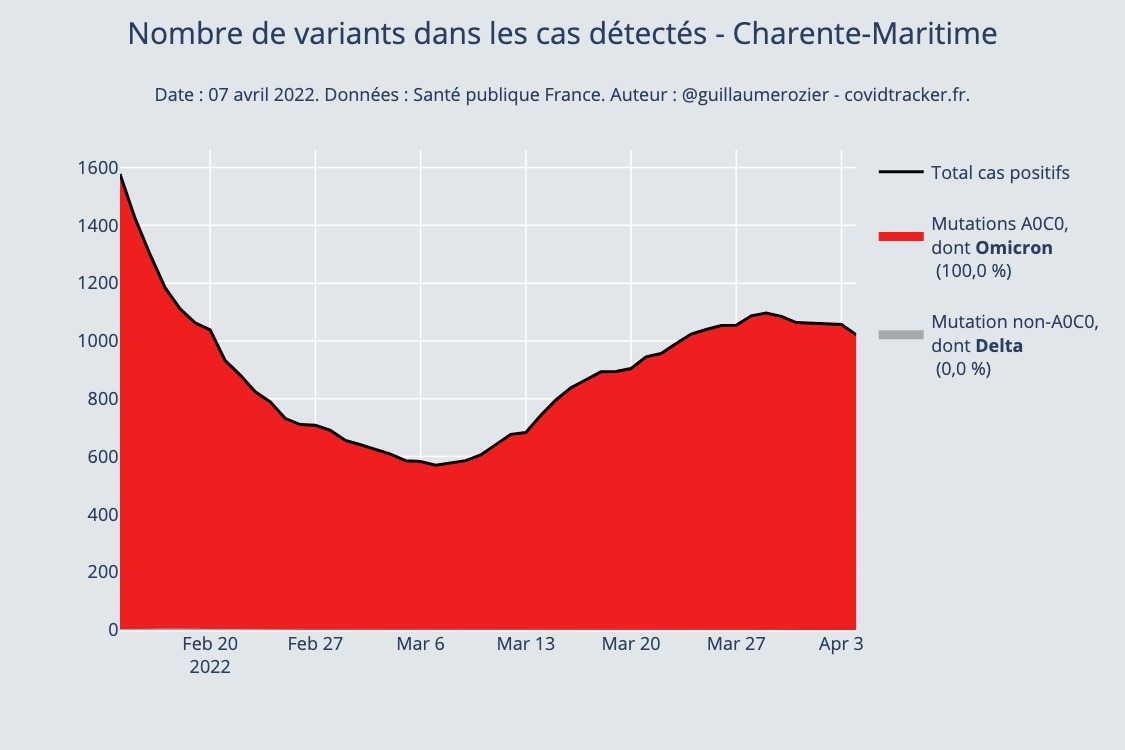 Nombre de variants dans les cas détectés - Charente-Maritime
Date : 07 avril 2022. Données : Santé publique France. Auteur : @guillaumerozier - covidtracker.fr.
1600
1400
1200
1000
800
600
400
200
0
Feb 20
2022
Feb 27
Mar 6
Mar 13
Mar 20
Mar 27
Apr 3
Total cas positifs
Mutations A0C0,
dont Omicron
(100,0 %)
Mutation non-A0C0,
dont Delta
(0,0 %)